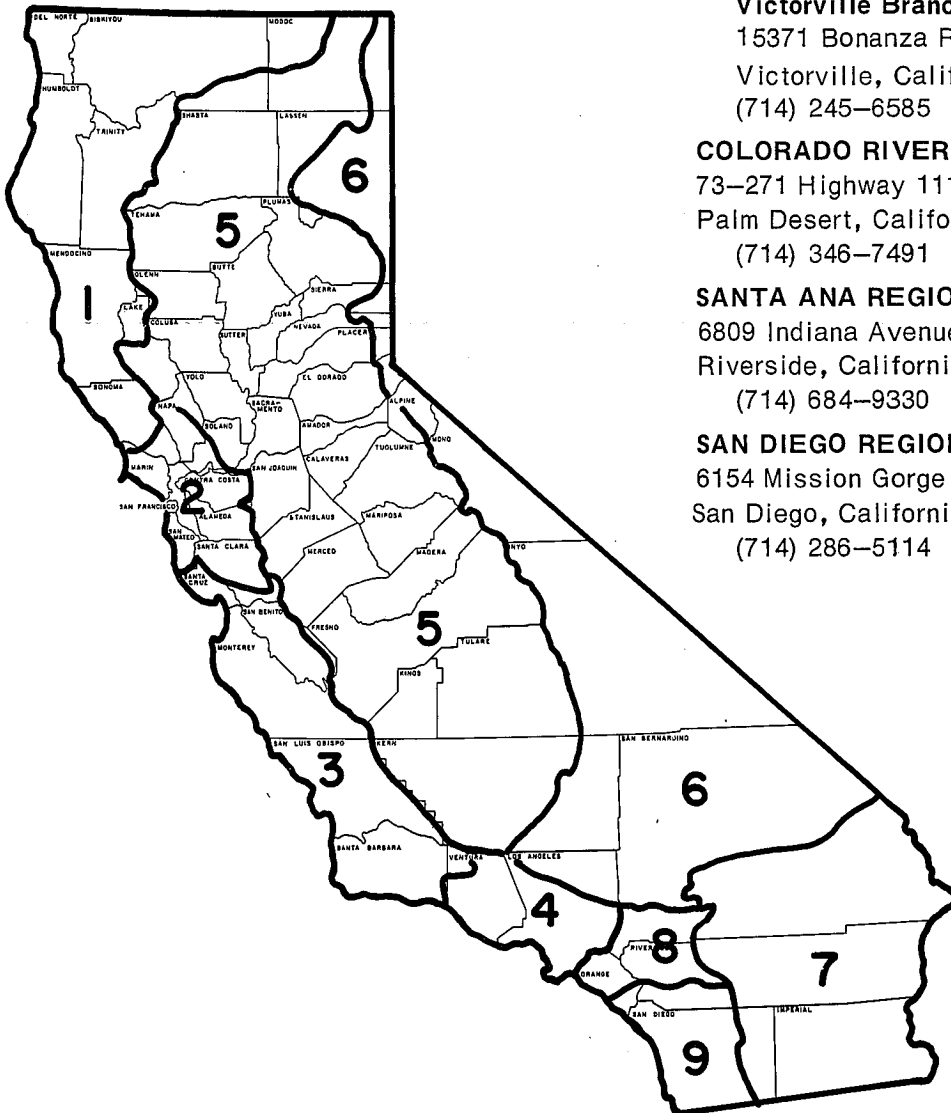 Victorville Branc
15371 Bonanza R
Victorville, Calif
(714) 245–6585
COLORADO RIVER
73–271 Highway 111
Palm Desert, Califo
(714) 346–7491
SANTA ANA REGIO
6809 Indiana Avenue
Riverside, Californi
(714) 684–9330
SAN DIEGO REGION
6154 Mission Gorge
San Diego, Californi
(714) 286–5114
DEL NORTE
SISKIYOU
MODOC
HUMBOLDT
TRINITY
SHASTA
LASSEN
6
TEHAMA
PLUMAS
5
MENDOCINO
GLENN
BUTTE
1
LAKE
COLUSA
SIERRA
YUBA
NEVADA
SUTTER
PLACER
SONOMA
YOLO
EL DORADO
NAPA
SACRA-
MENTO
ALPINE
SOLANO
AMADOR
MONO
MARIN
CALAVERAS
TUOLUMNE
SAN JOAQUIN
CONTRA COSTA
2
SAN FRANCISCO
ALAMEDA
STANISLAUS
MARIPOSA
SAN
MATEO
SANTA CLARA
MERCED
MADERA
INYO
SANTA
CRUZ
SAN BENITO
FRESNO
5
MONTEREY
TULARE
KINGS
SAN LUIS OBISPO
KERN
SAN BERNARDINO
3
6
SANTA BARBARA
VENTURA
LOS ANGELES
4
RIVER
8
7
ORANGE
SAN DIEGO
IMPERIAL
9